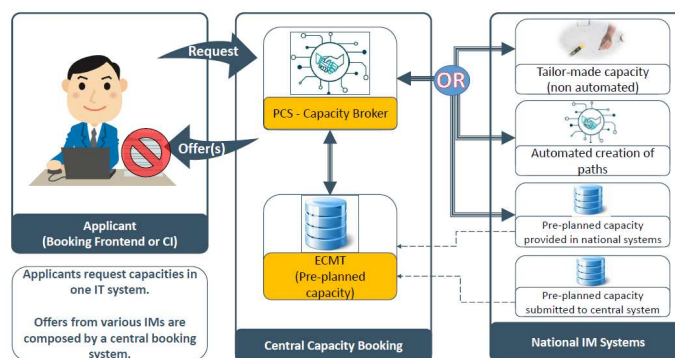 Request
Offer(s)
Applicant
(Booking Frontend or CI)
Applicants request capacities in
one IT system.
Offers from various IMs are
composed by a central booking
system.
PCS - Capacity Broker
ECMT
(Pre-planned
capacity)
Central Capacity Booking
OR
Tailor-made capacity
(non automated)
Automated creation of
paths
Pre-planned capacity
provided in national systems
Pre-planned capacity
submitted to central system
National IM Systems